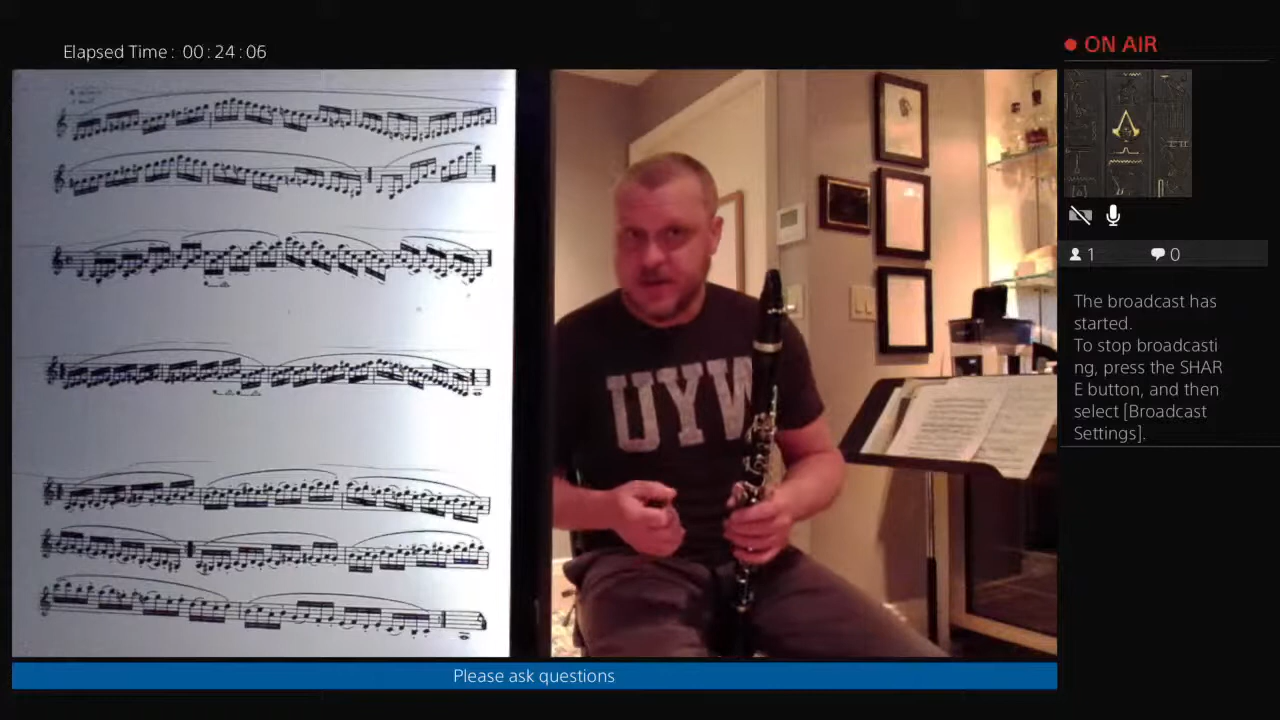 Elapsed Time: 00:24:06
ON AIR
1
0
The broadcast has
started.
To stop broadcasti
ng, press the SHAR
E button, and then
select [Broadcast
Settings].
UYW
Please ask questions